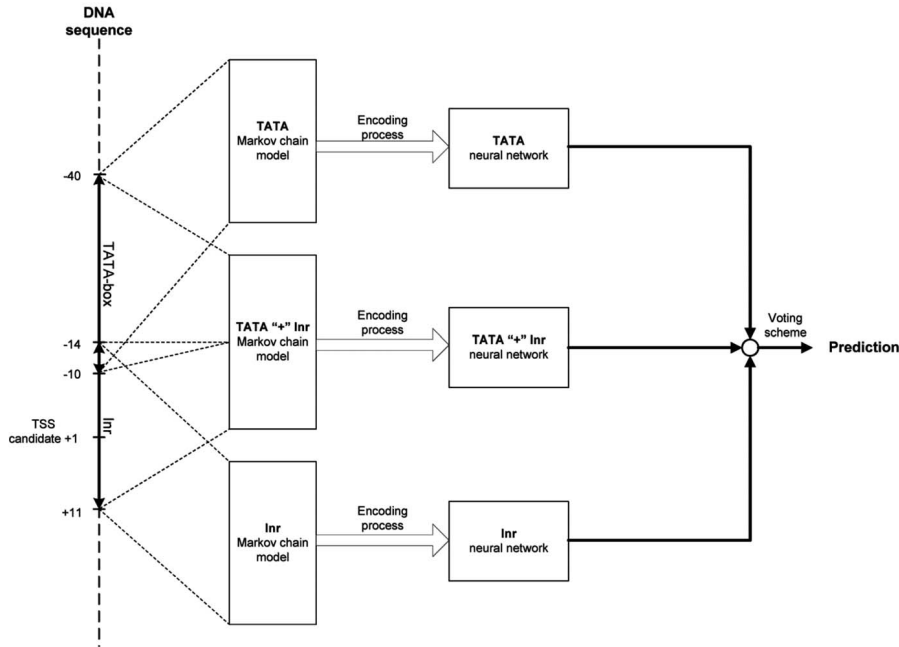 DNA
sequence
-40
TATA-box
-14
-10
Inr
TSS
candidate +1
+11
TATA
Markov chain
model
Encoding
process
TATA
neural network
TATA “+” Inr
Markov chain
model
Encoding
process
TATA “+” Inr
neural network
Inr
Markov chain
model
Encoding
process
Inr
neural network
Voting
scheme
Prediction